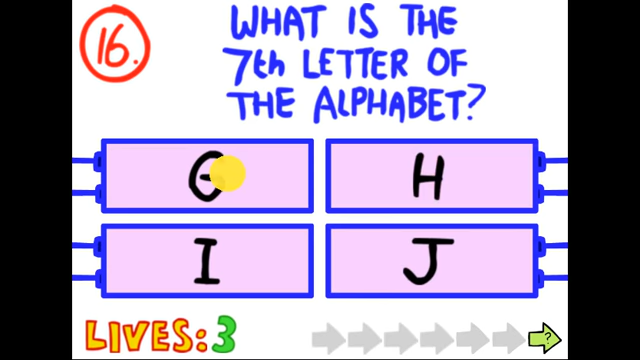 16.
WHAT IS THE
7th LETTER OF
THE ALPHABET?
G
H
I
J
LIVES: 3
?